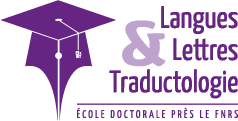 Langues
& Lettres
Traductologie
ÉCOLE DOCTORALE PRÈS LE FNRS